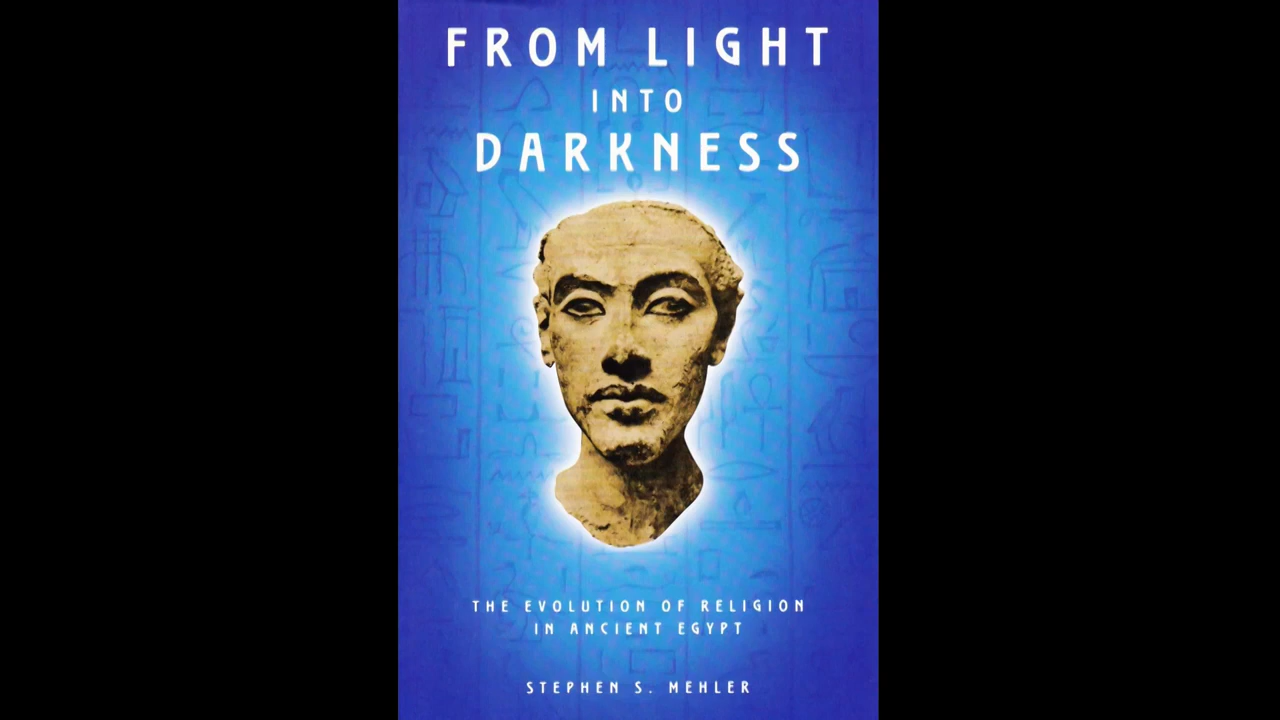 FROM LIGHT
INTO
DARKNESS
THE EVOLUTION OF RELIGION
IN ANCIENT EGYPT
STEPHEN S. MEHLER